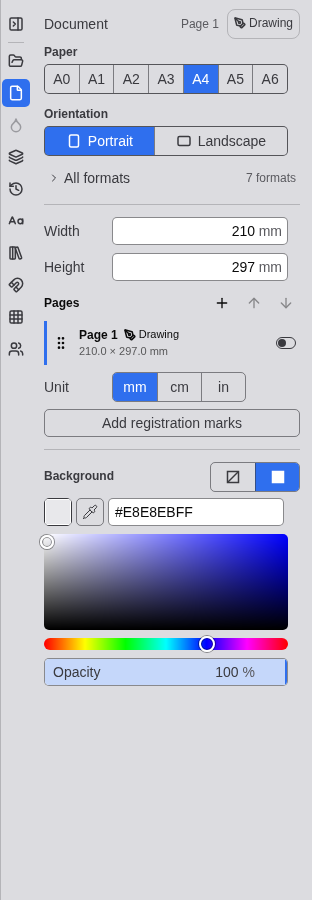 Document Page 1 Drawing
Paper
A0 A1 A2 A3 A4 A5 A6
Orientation
Portrait Landscape
All formats 7 formats
Width 210 mm
Height 297 mm
Pages
Page 1 Drawing
210.0 × 297.0 mm
Unit mm cm in
Add registration marks
Background
#E8E8EBFF
Opacity 100 %